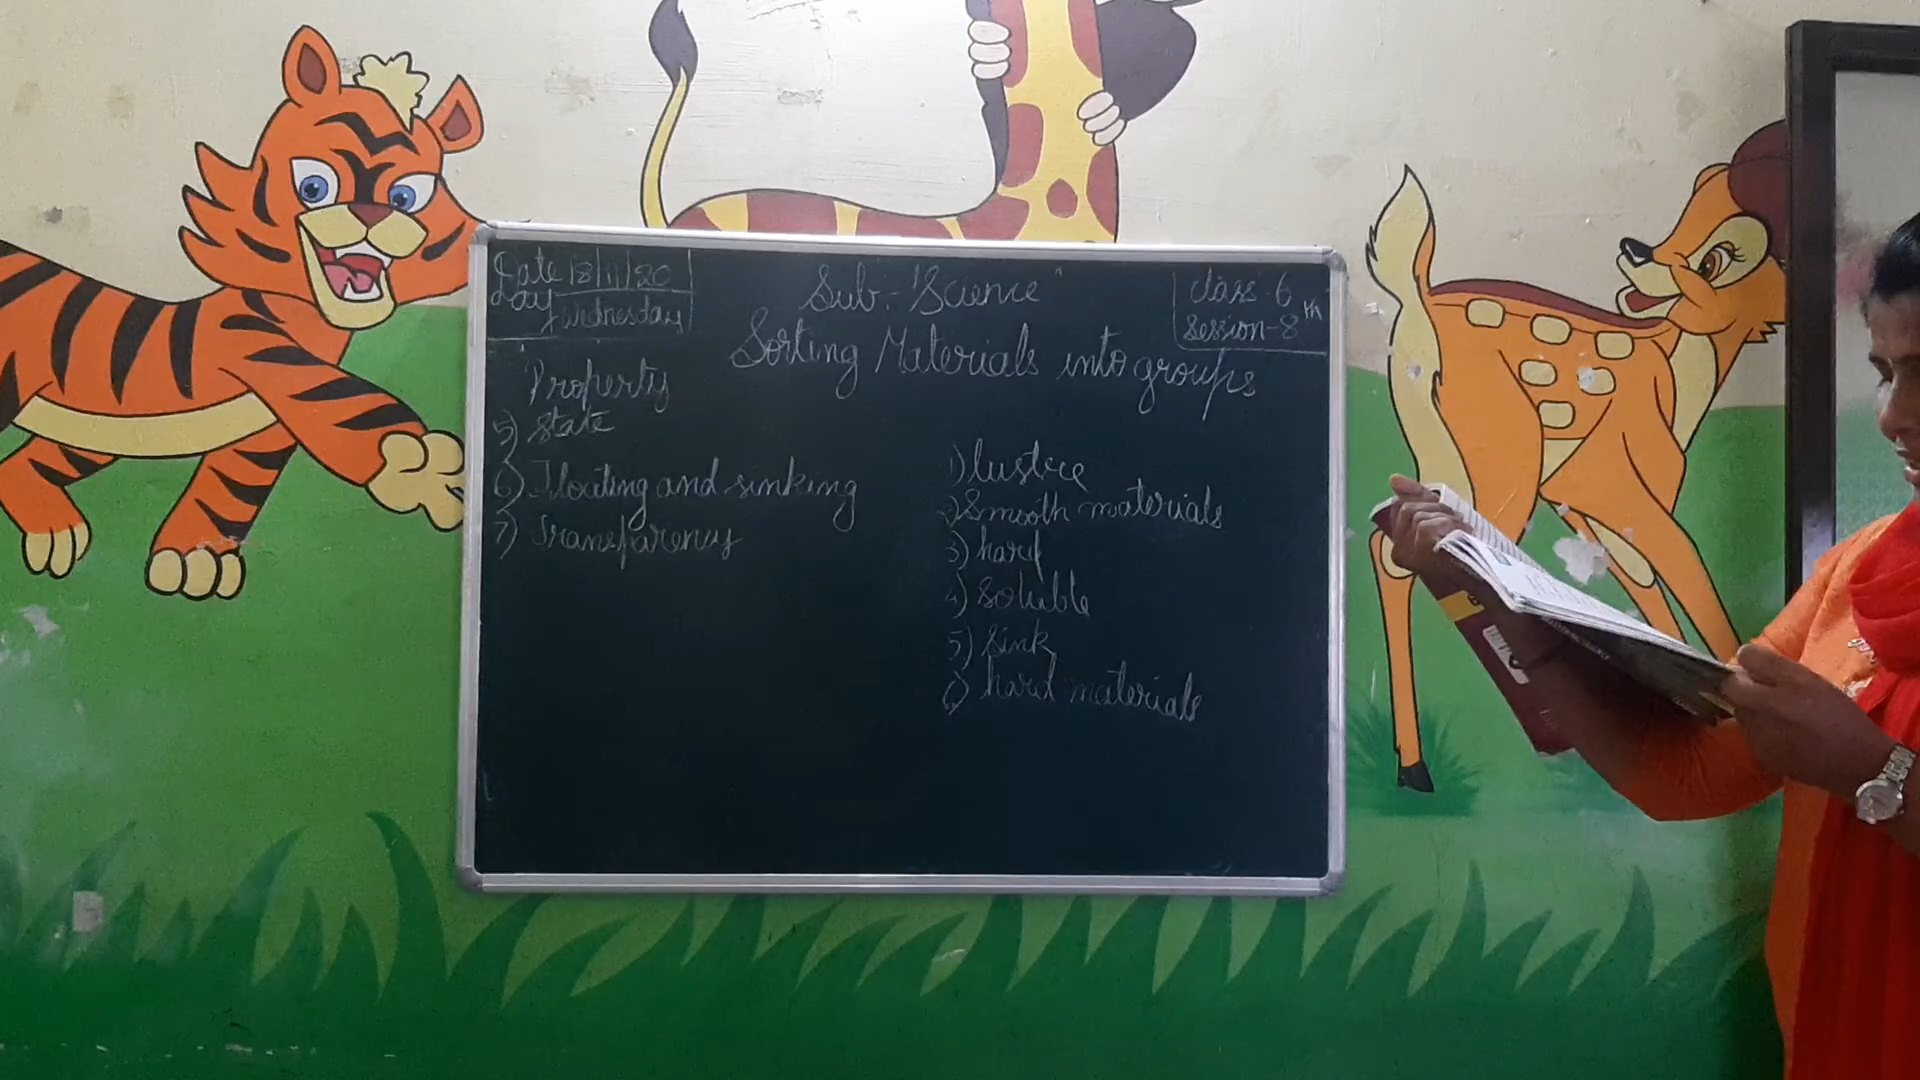 Date 18/11/20
Day Wednesday
Sub:- "Science"
Class-6th
Session-8
Sorting Materials into groups
Property
5) State
6) Floating and sinking
7) Transparency
1) lustre
2) Smooth materials
3) hard
4) Soluble
5) Sink
6) hard materials